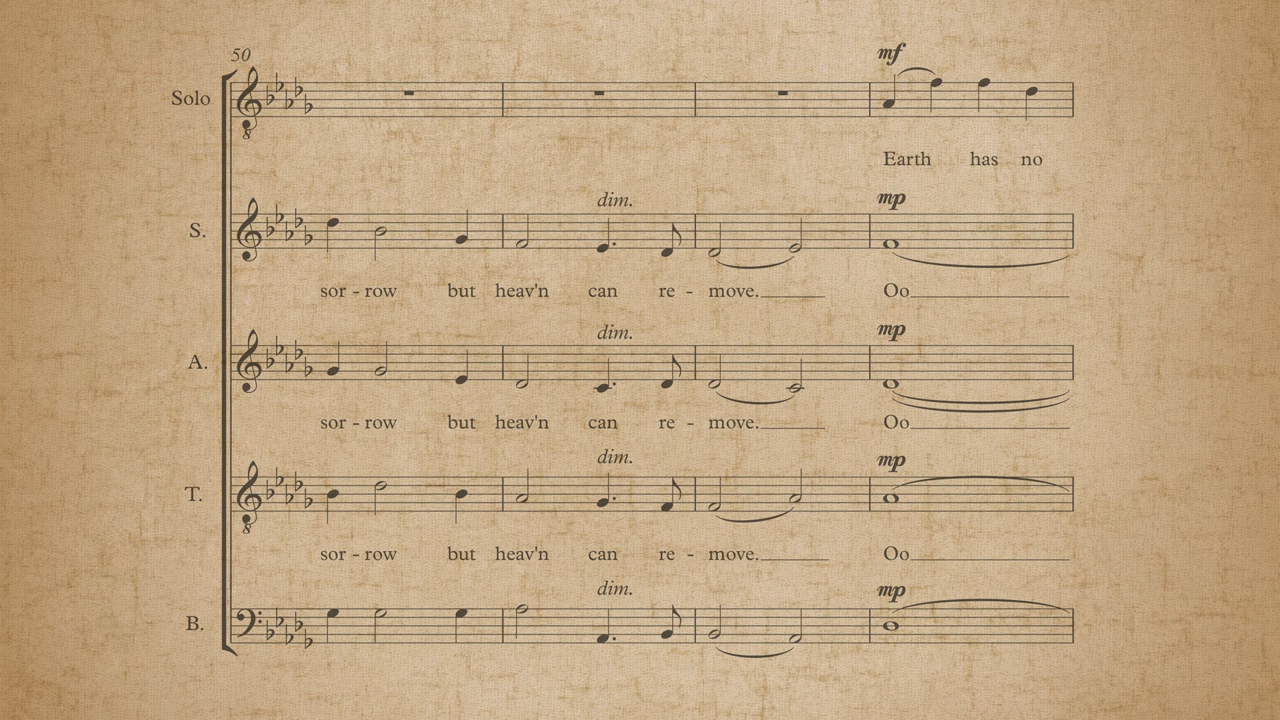 50
mf
Solo
8
Earth has no
dim. mp
S.
sor - row but heav'n can re - move. Oo
dim. mp
A.
sor - row but heav'n can re - move. Oo
dim. mp
T.
8
sor - row but heav'n can re - move. Oo
dim. mp
B.